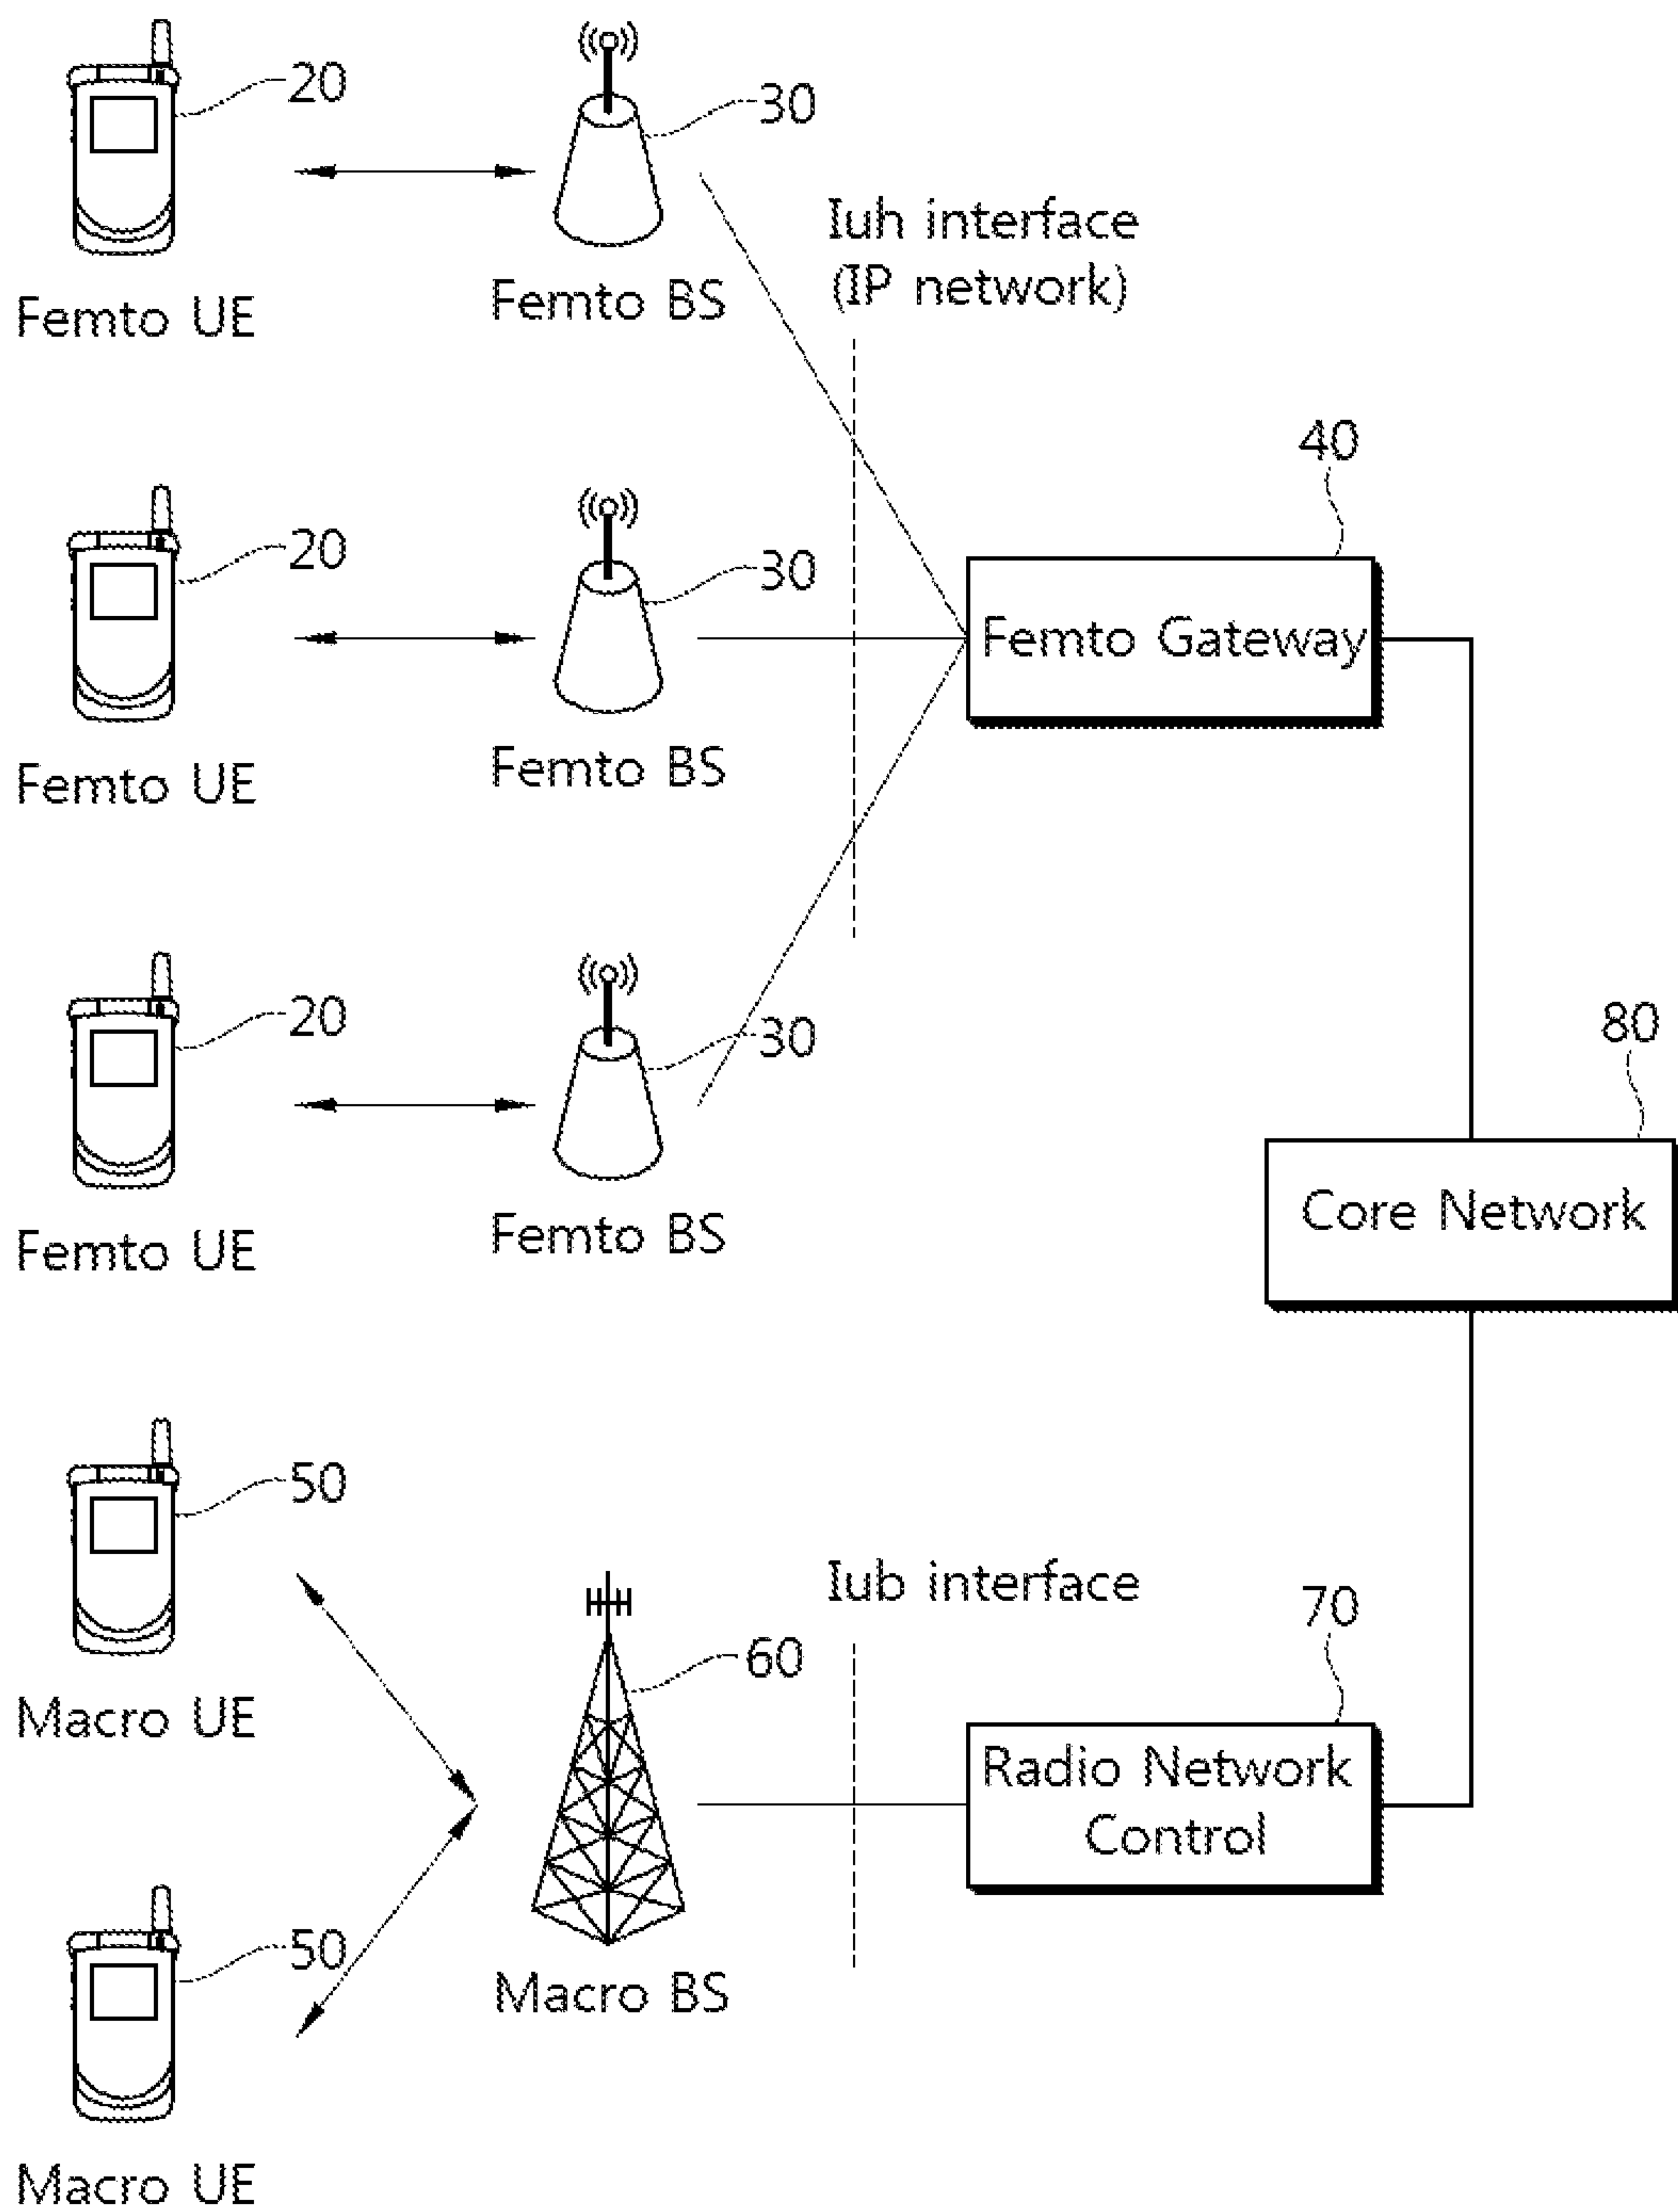 20
30
Iuh interface
(IP network)
Femto UE
Femto BS
40
20
30
Femto Gateway
Femto UE
Femto BS
20
30
80
Core Network
Femto UE
Femto BS
50
Iub interface
70
60
Macro UE
Radio Network
Control
50
Macro BS
Macro UE